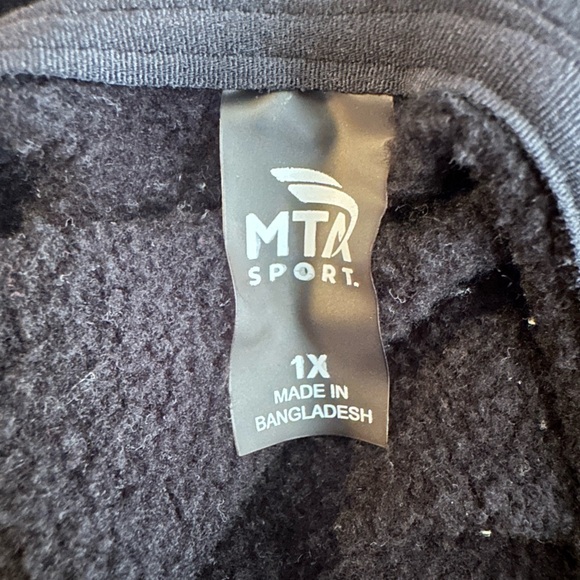 MTA
SPORT.
1X
MADE IN
BANGLADESH